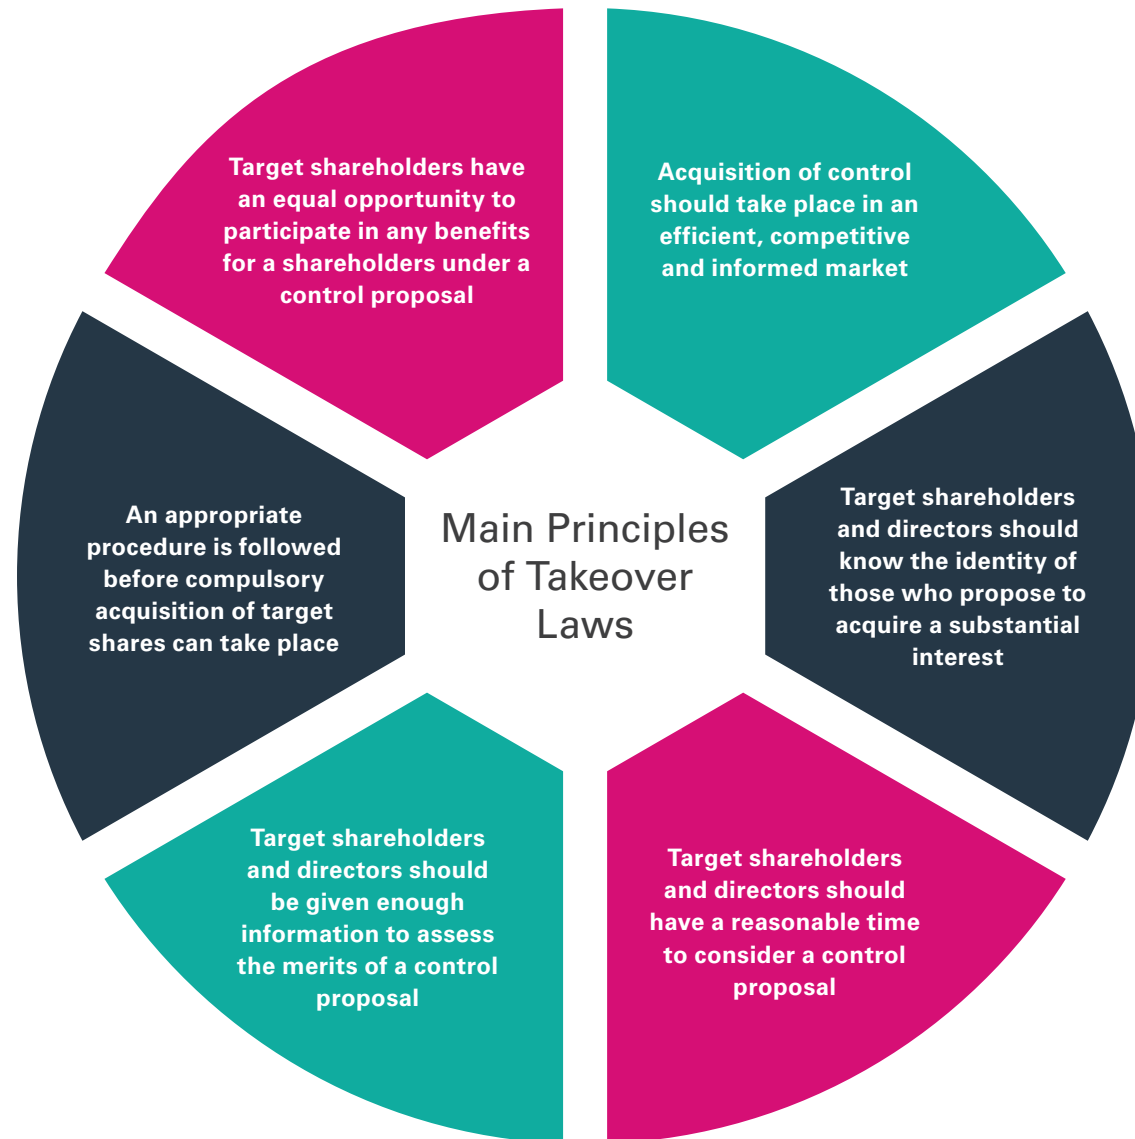 Target shareholders have
an equal opportunity to
participate in any benefits
for a shareholders under a
control proposal
Acquisition of control
should take place in an
efficient, competitive
and informed market
An appropriate
procedure is followed
before compulsory
acquisition of target
shares can take place
Main Principles
of Takeover
Laws
Target shareholders
and directors should
know the identity of
those who propose to
acquire a substantial
interest
Target shareholders
and directors should
be given enough
information to assess
the merits of a control
proposal
Target shareholders
and directors should
have a reasonable time
to consider a control
proposal